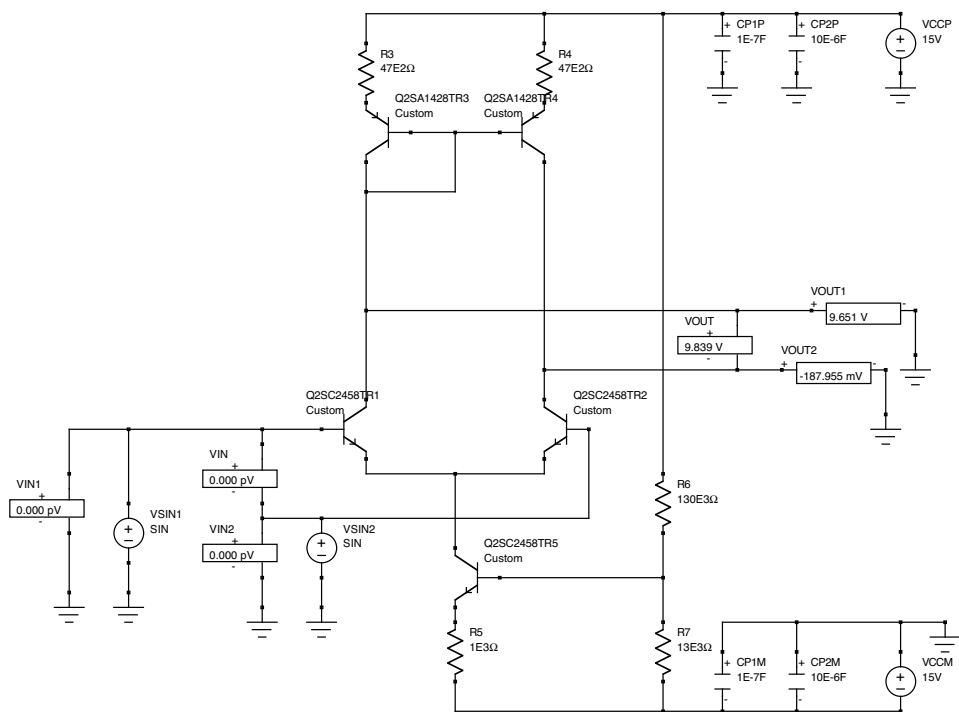 + CP1P
1E-7F
-
+ CP2P
10E-6F
-
VCCP
15V
+
−
R3
47E2Ω
R4
47E2Ω
Q2SA1428TR3
Custom
Q2SA1428TR4
Custom
VOUT1
+ -
9.651 V
VOUT
+
9.839 V
-
VOUT2
+ -
-187.955 mV
Q2SC2458TR1
Custom
Q2SC2458TR2
Custom
VIN1
+
0.000 pV
-
VSIN1
SIN
+
−
VIN
+
0.000 pV
-
VIN2
+
0.000 pV
-
VSIN2
SIN
+
−
R6
130E3Ω
Q2SC2458TR5
Custom
R5
1E3Ω
R7
13E3Ω
+ CP1M
1E-7F
-
+ CP2M
10E-6F
-
VCCM
15V
+
−